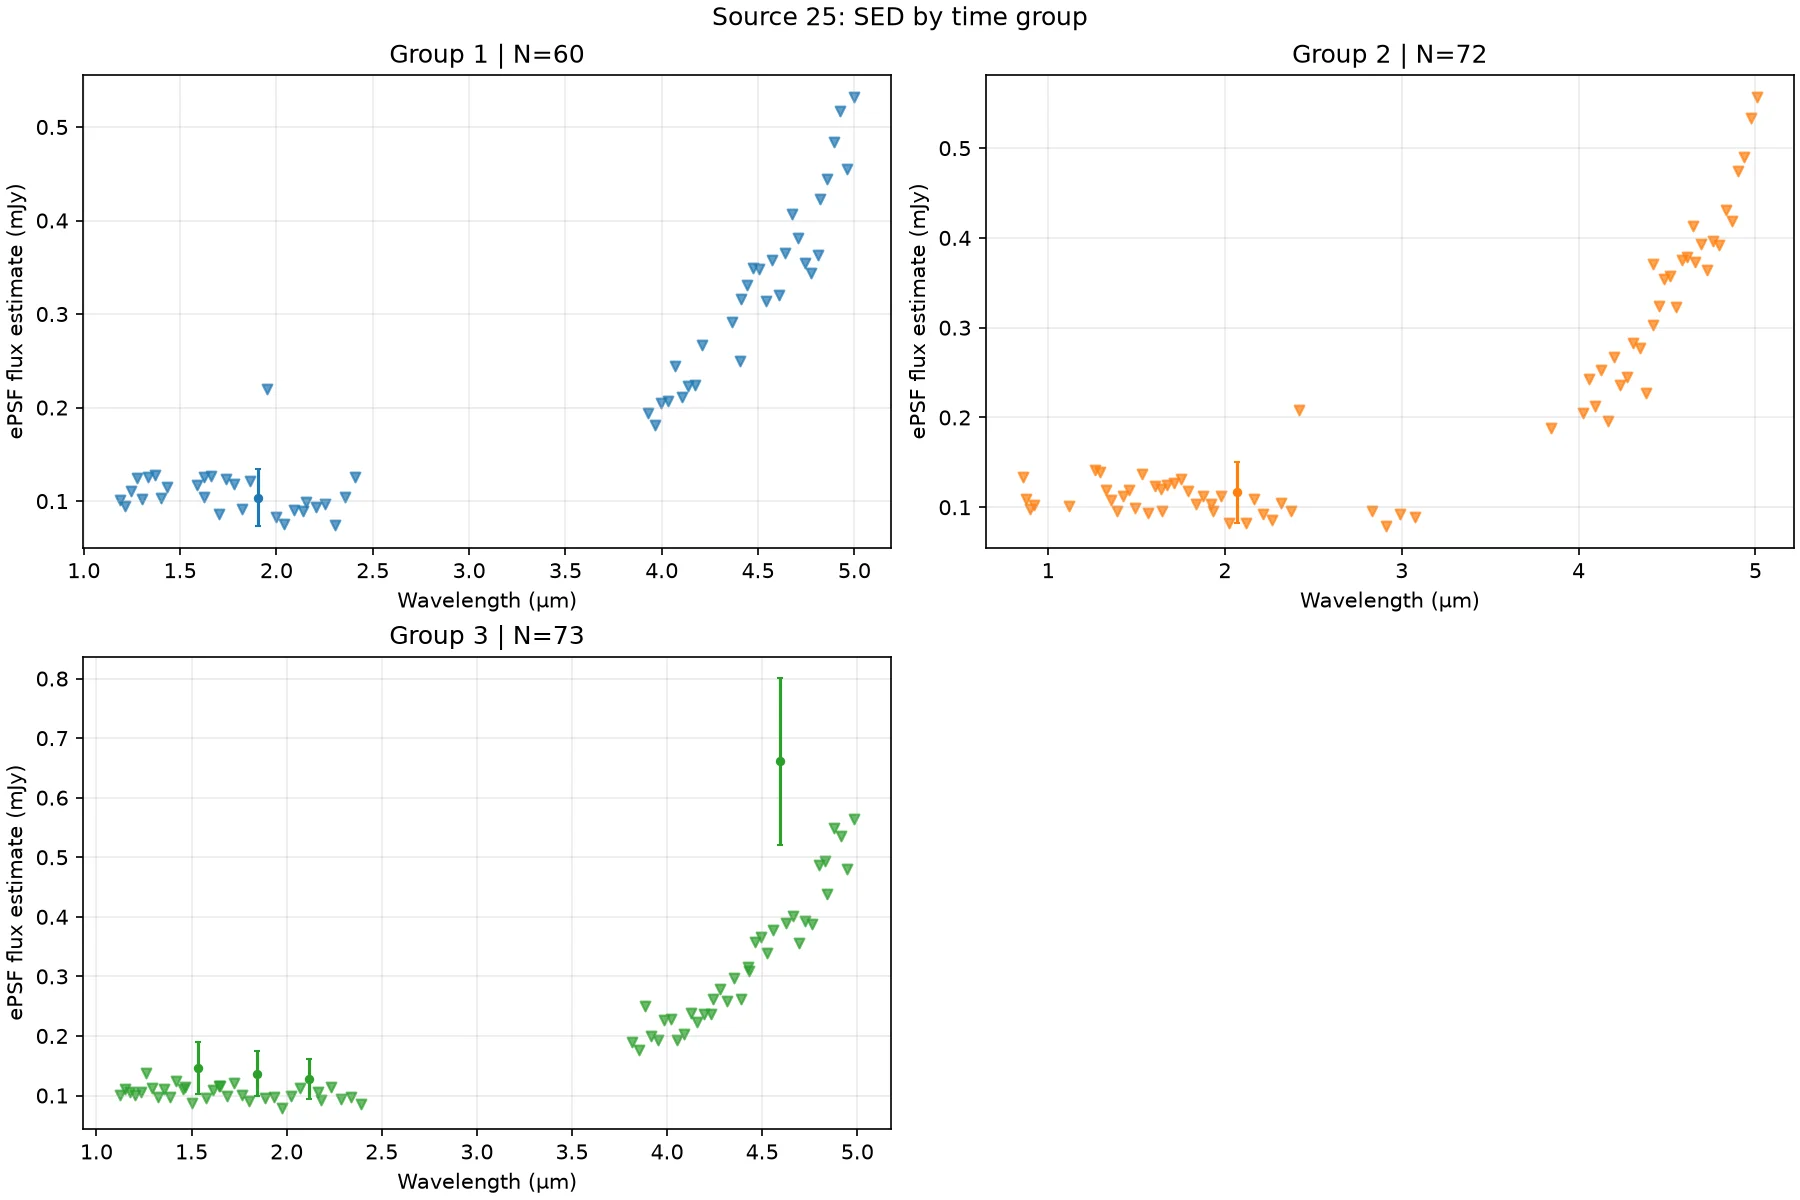 Source 25: SED by time group
Group 1 | N=60
ePSF flux estimate (mJy)
0.5
0.4
0.3
0.2
0.1
1.0 1.5 2.0 2.5 3.0 3.5 4.0 4.5 5.0
Wavelength (μm)
Group 2 | N=72
ePSF flux estimate (mJy)
0.5
0.4
0.3
0.2
0.1
1 2 3 4 5
Wavelength (μm)
Group 3 | N=73
ePSF flux estimate (mJy)
0.8
0.7
0.6
0.5
0.4
0.3
0.2
0.1
1.0 1.5 2.0 2.5 3.0 3.5 4.0 4.5 5.0
Wavelength (μm)